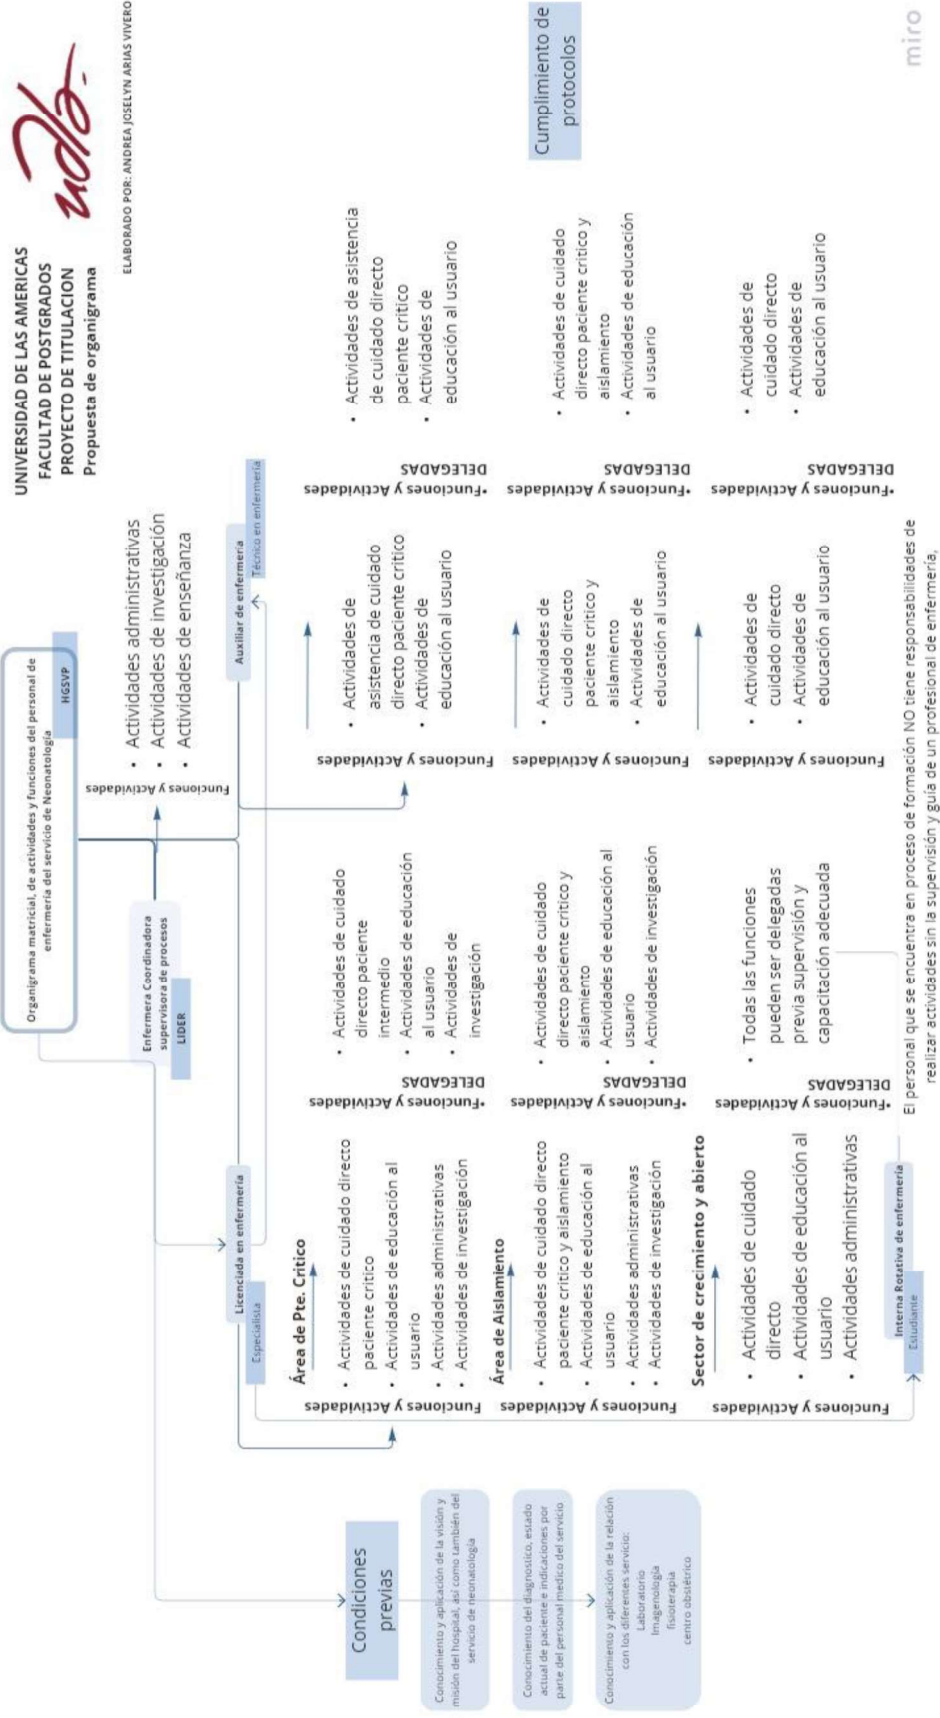 UNIVERSIDAD DE LAS AMERICAS
FACULTAD DE POSTGRADOS
PROYECTO DE TITULACION
Propuesta de organigrama
udla-
ELABORADO POR: ANDREA JOSELYN ARIAS VIVERO
Organigrama matricial, de actividades y funciones del personal de
enfermería del servicio de Neonatología
HGSVP
Enfermera Coordinadora
supervisora de procesos
LIDER
Funciones y Actividades
• Actividades administrativas
• Actividades de investigación
• Actividades de enseñanza
Licenciada en enfermería
Especialista
Auxiliar de enfermería
Técnico en enfermería
Condiciones
previas
Conocimiento y aplicación de la visión y
misión del hospital, así como también del
servicio de neonatología
Conocimiento del diagnostico, estado
actual de paciente e indicaciones por
parte del personal medico del servicio
Conocimiento y aplicación de la relación
con los diferentes servicio:
Laboratorio
Imagenología
fisioterapia
centro obstétrico
Área de Pte. Critico
Funciones y Actividades
• Actividades de cuidado directo
paciente critico
• Actividades de educación al
usuario
• Actividades administrativas
• Actividades de investigación
•Funciones y Actividades
DELEGADAS
• Actividades de cuidado
directo paciente
intermedio
• Actividades de educación
al usuario
• Actividades de
investigación
Funciones y Actividades
• Actividades de
asistencia de cuidado
directo paciente critico
• Actividades de
educación al usuario
•Funciones y Actividades
DELEGADAS
• Actividades de asistencia
de cuidado directo
paciente critico
• Actividades de
educación al usuario
Área de Aislamiento
Funciones y Actividades
• Actividades de cuidado directo
paciente critico y aislamiento
• Actividades de educación al
usuario
• Actividades administrativas
• Actividades de investigación
•Funciones y Actividades
DELEGADAS
• Actividades de cuidado
directo paciente critico y
aislamiento
• Actividades de educación al
usuario
• Actividades de investigación
Funciones y Actividades
• Actividades de
cuidado directo
paciente critico y
aislamiento
• Actividades de
educación al usuario
•Funciones y Actividades
DELEGADAS
• Actividades de cuidado
directo paciente critico y
aislamiento
• Actividades de educación
al usuario
Cumplimiento de
protocolos
Sector de crecimiento y abierto
Funciones y Actividades
• Actividades de cuidado
directo
• Actividades de educación al
usuario
• Actividades administrativas
•Funciones y Actividades
DELEGADAS
• Todas las funciones
pueden ser delegadas
previa supervisión y
capacitación adecuada
Funciones y Actividades
• Actividades de
cuidado directo
• Actividades de
educación al usuario
•Funciones y Actividades
DELEGADAS
• Actividades de
cuidado directo
• Actividades de
educación al usuario
Interna Rotativa de enfermería
Estudiante
El personal que se encuentra en proceso de formación NO tiene responsabilidades de
realizar actividades sin la supervisión y guía de un profesional de enfermería,
miro